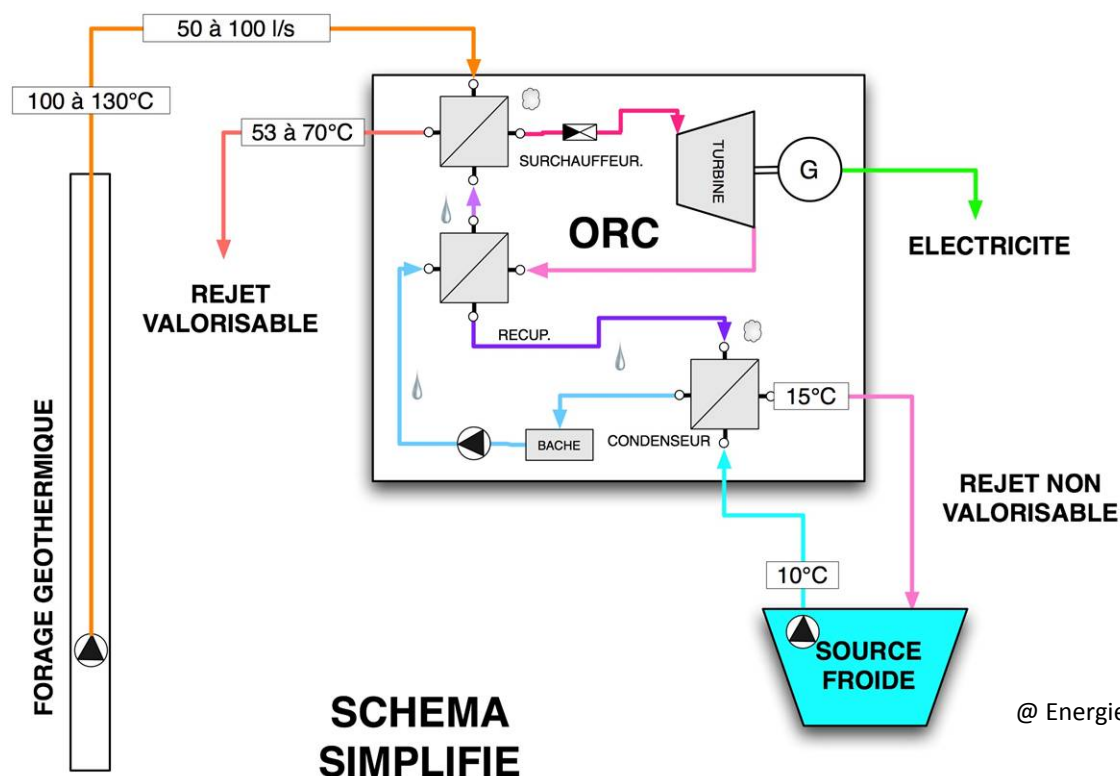 50 à 100 l/s
100 à 130°C
53 à 70°C
SURCHAUFFEUR.
TURBINE
G
ORC
ELECTRICITE
REJET
VALORISABLE
RECUP.
15°C
BACHE
CONDENSEUR
REJET NON
VALORISABLE
10°C
FORAGE GEOTHERMIQUE
SOURCE
FROIDE
SCHEMA
SIMPLIFIE
@ Energie